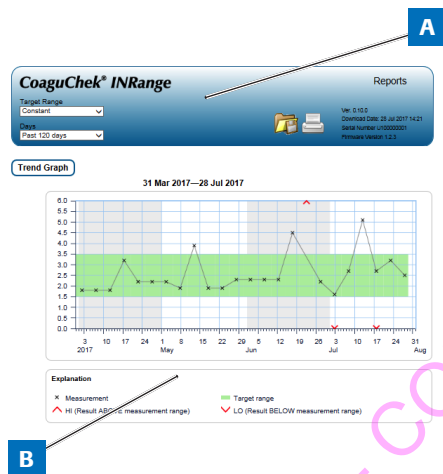 A
CoaguChek® INRange
Reports
Target Range
Constant
Days
Past 120 days
Ver: 0.10.0
Download Date: 25 Jul 2017 14:21
Serial Number U100000001
Firmware Version 1.2.3
Trend Graph
31 Mar 2017—28 Jul 2017
6.0
5.5
5.0
4.5
4.0
3.5
3.0
2.5
2.0
1.5
1.0
0.5
0.0
3 10 17 24 1 8 15 22 29 5 12 19 26 3 10 17 24 31
2017 May Jun Jul Aug
Explanation
× Measurement
Target range
HI (Result ABOVE measurement range)
LO (Result BELOW measurement range)
B